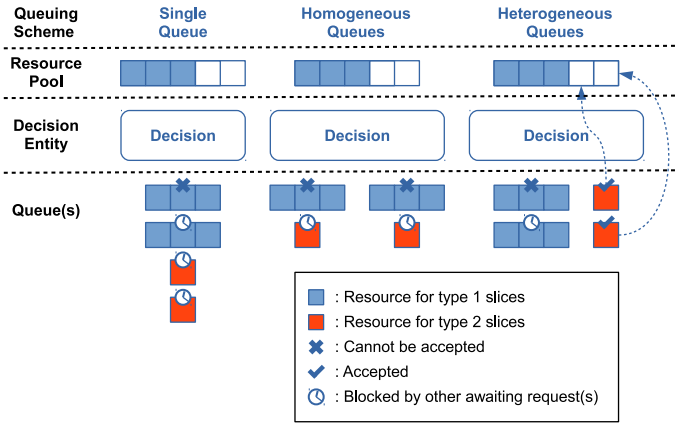 Queuing Scheme
Single Queue
Homogeneous Queues
Heterogeneous Queues
Resource Pool
Decision Entity
Decision
Decision
Decision
Queue(s)
: Resource for type 1 slices
: Resource for type 2 slices
: Cannot be accepted
: Accepted
: Blocked by other awaiting request(s)